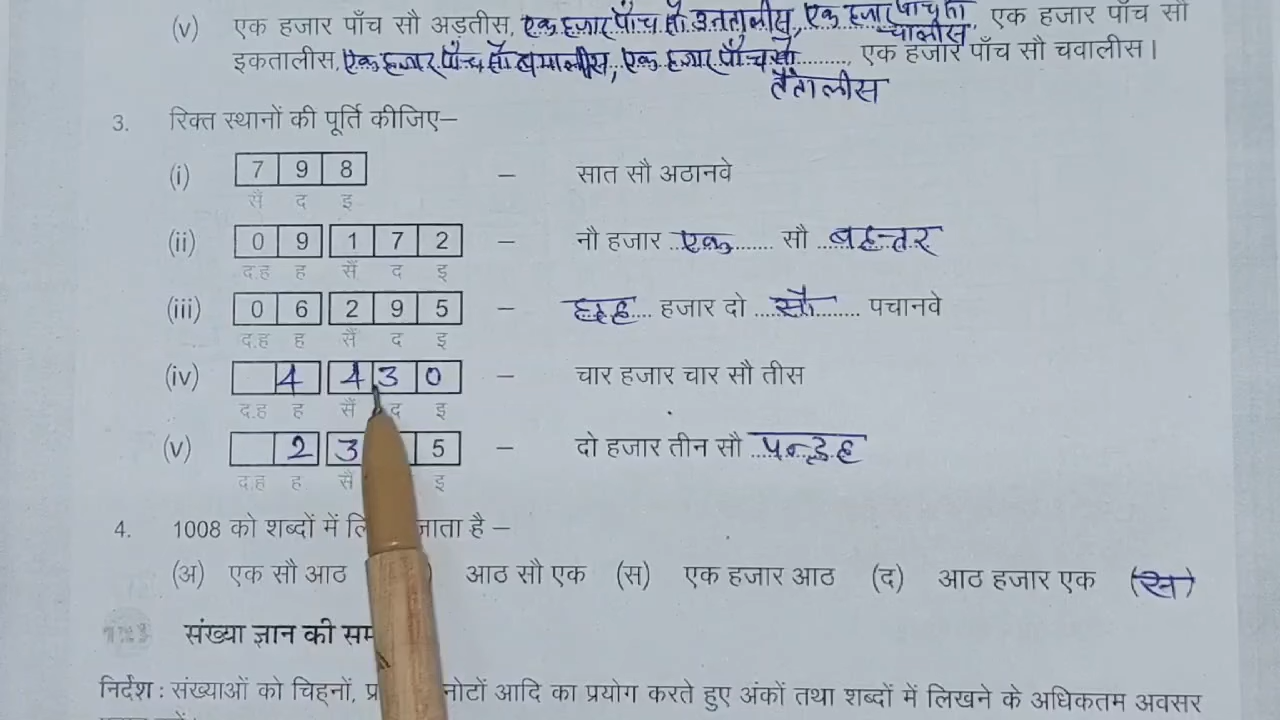 (v) एक हजार पाँच सौ अड़तीस, एक हजार पाँच सौ उनतालीस, एक हजार पाँच सौ चालीस, एक हजार पाँच सौ
इकतालीस, एक हजार पाँच सौ बयालीस, एक हजार पाँच सौ तैंतालीस, एक हजार पाँच सौ चवालीस।
3. रिक्त स्थानों की पूर्ति कीजिए–
(i) 7 9 8 – सात सौ अठानवे
सैं द इ
(ii) 0 9 1 7 2 – नौ हजार एक सौ बहत्तर
द.ह ह सैं द इ
(iii) 0 6 2 9 5 – छह हजार दो सौ पचानवे
द.ह ह सैं द इ
(iv) 4 4 3 0 – चार हजार चार सौ तीस
द.ह ह सैं द इ
(v) 2 3 5 – दो हजार तीन सौ पन्द्रह
द.ह ह सैं इ
4. 1008 को शब्दों में जाता है –
(अ) एक सौ आठ आठ सौ एक (स) एक हजार आठ (द) आठ हजार एक (स)
संख्या ज्ञान की
निर्देश : संख्याओं को चिह्नों, नोटों आदि का प्रयोग करते हुए अंकों तथा शब्दों में लिखने के अधिकतम अवसर